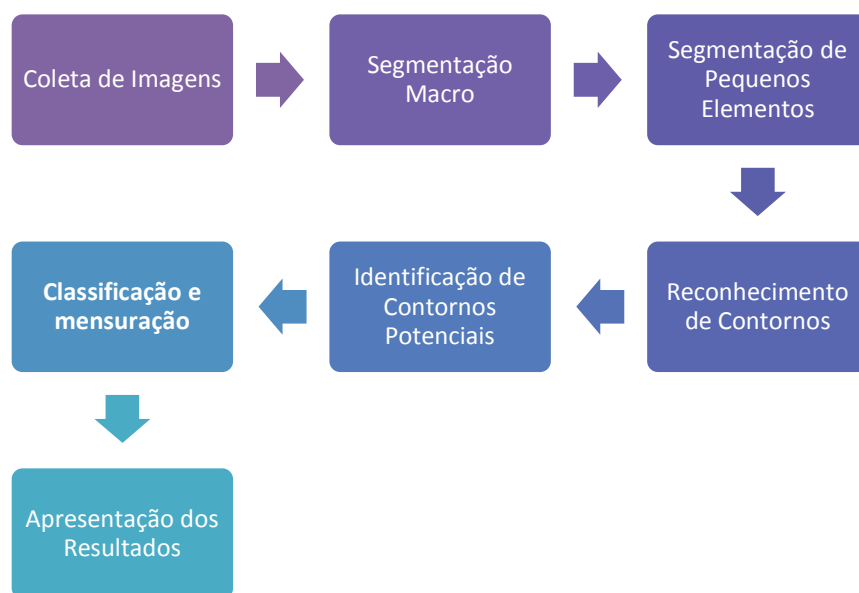 Coleta de Imagens
Segmentação
Macro
Segmentação de
Pequenos
Elementos
Reconhecimento
de Contornos
Identificação de
Contornos
Potenciais
Classificação e
mensuração
Apresentação dos
Resultados